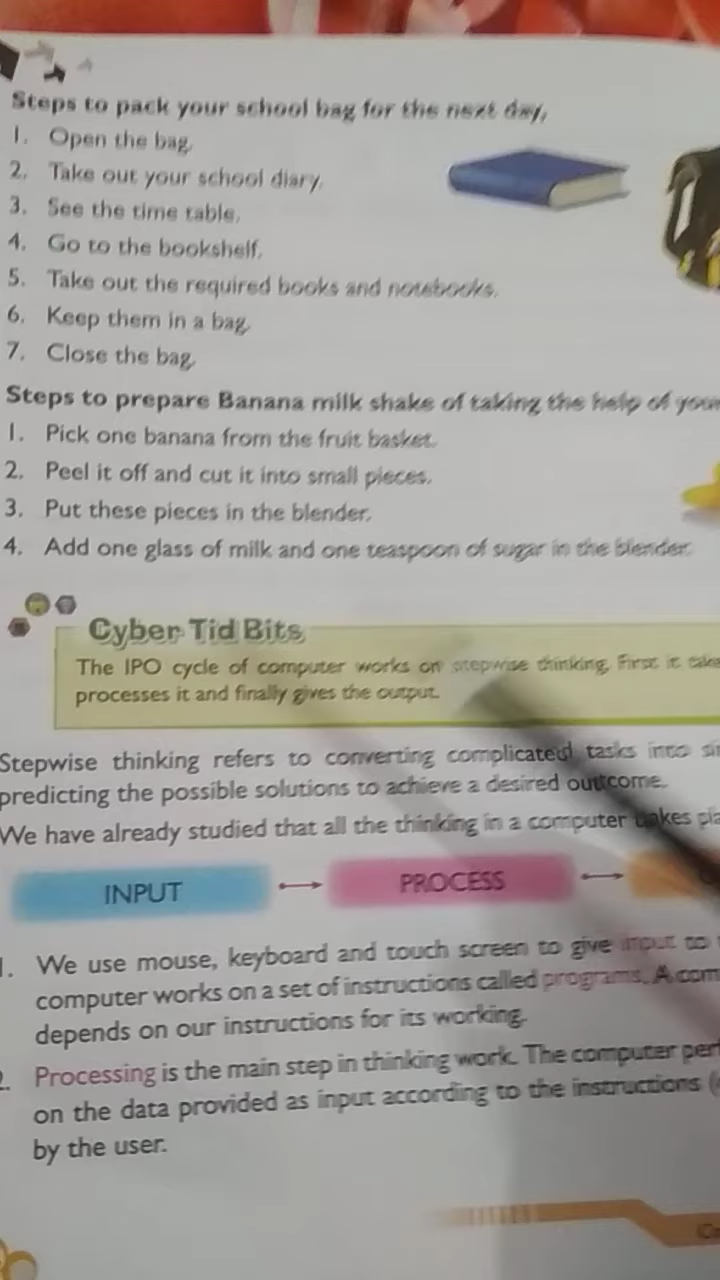 Steps to pack your school bag for the next day,
1. Open the bag.
2. Take out your school diary.
3. See the time table.
4. Go to the bookshelf.
5. Take out the required books and notebooks.
6. Keep them in a bag.
7. Close the bag.
Steps to prepare Banana milk shake of taking the help of your
1. Pick one banana from the fruit basket.
2. Peel it off and cut it into small pieces.
3. Put these pieces in the blender.
4. Add one glass of milk and one teaspoon of sugar in the blender.
Cyber Tid Bits
The IPO cycle of computer works on stepwise thinking. First it
processes it and finally gives the output.
Stepwise thinking refers to converting complicated tasks into
predicting the possible solutions to achieve a desired outcome.
We have already studied that all the thinking in a computer takes
INPUT PROCESS
1. We use mouse, keyboard and touch screen to give input to
computer works on a set of instructions called programs. A
depends on our instructions for its working.
2. Processing is the main step in thinking work. The computer
on the data provided as input according to the instructions
by the user.